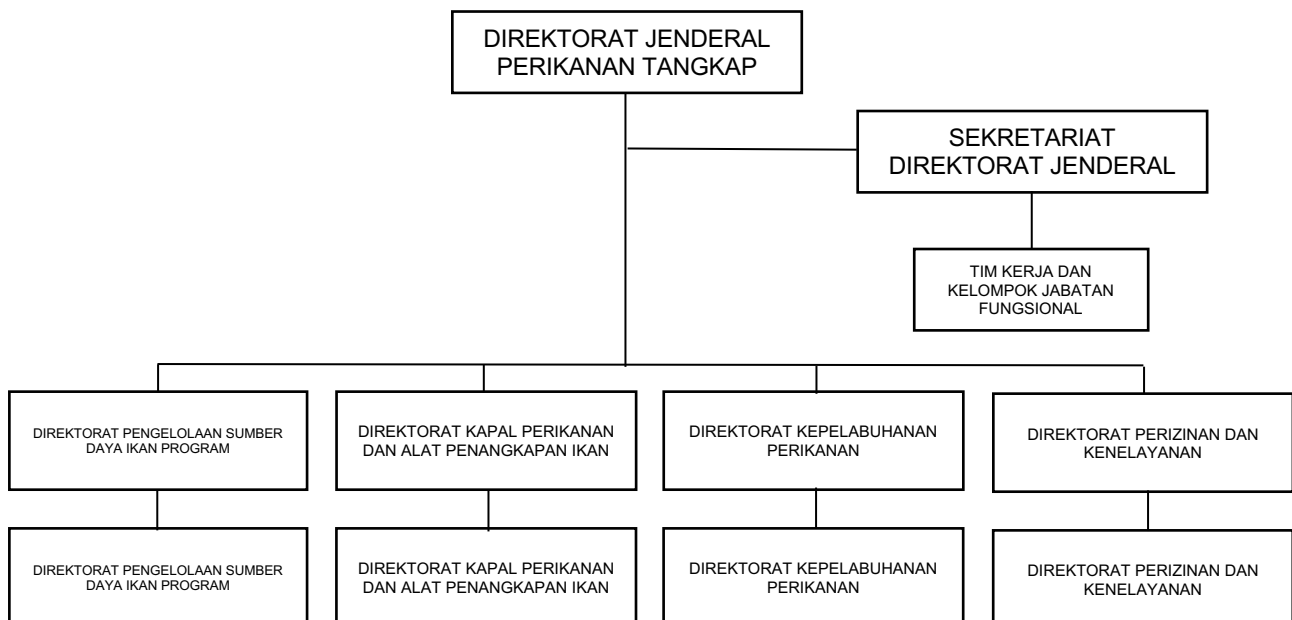 DIREKTORAT JENDERAL
PERIKANAN TANGKAP
SEKRETARIAT
DIREKTORAT JENDERAL
TIM KERJA DAN
KELOMPOK JABATAN
FUNGSIONAL
DIREKTORAT PENGELOLAAN SUMBER
DAYA IKAN PROGRAM
DIREKTORAT KAPAL PERIKANAN
DAN ALAT PENANGKAPAN IKAN
DIREKTORAT KEPELABUHANAN
PERIKANAN
DIREKTORAT PERIZINAN DAN
KENELAYANAN
DIREKTORAT PENGELOLAAN SUMBER
DAYA IKAN PROGRAM
DIREKTORAT KAPAL PERIKANAN
DAN ALAT PENANGKAPAN IKAN
DIREKTORAT KEPELABUHANAN
PERIKANAN
DIREKTORAT PERIZINAN DAN
KENELAYANAN